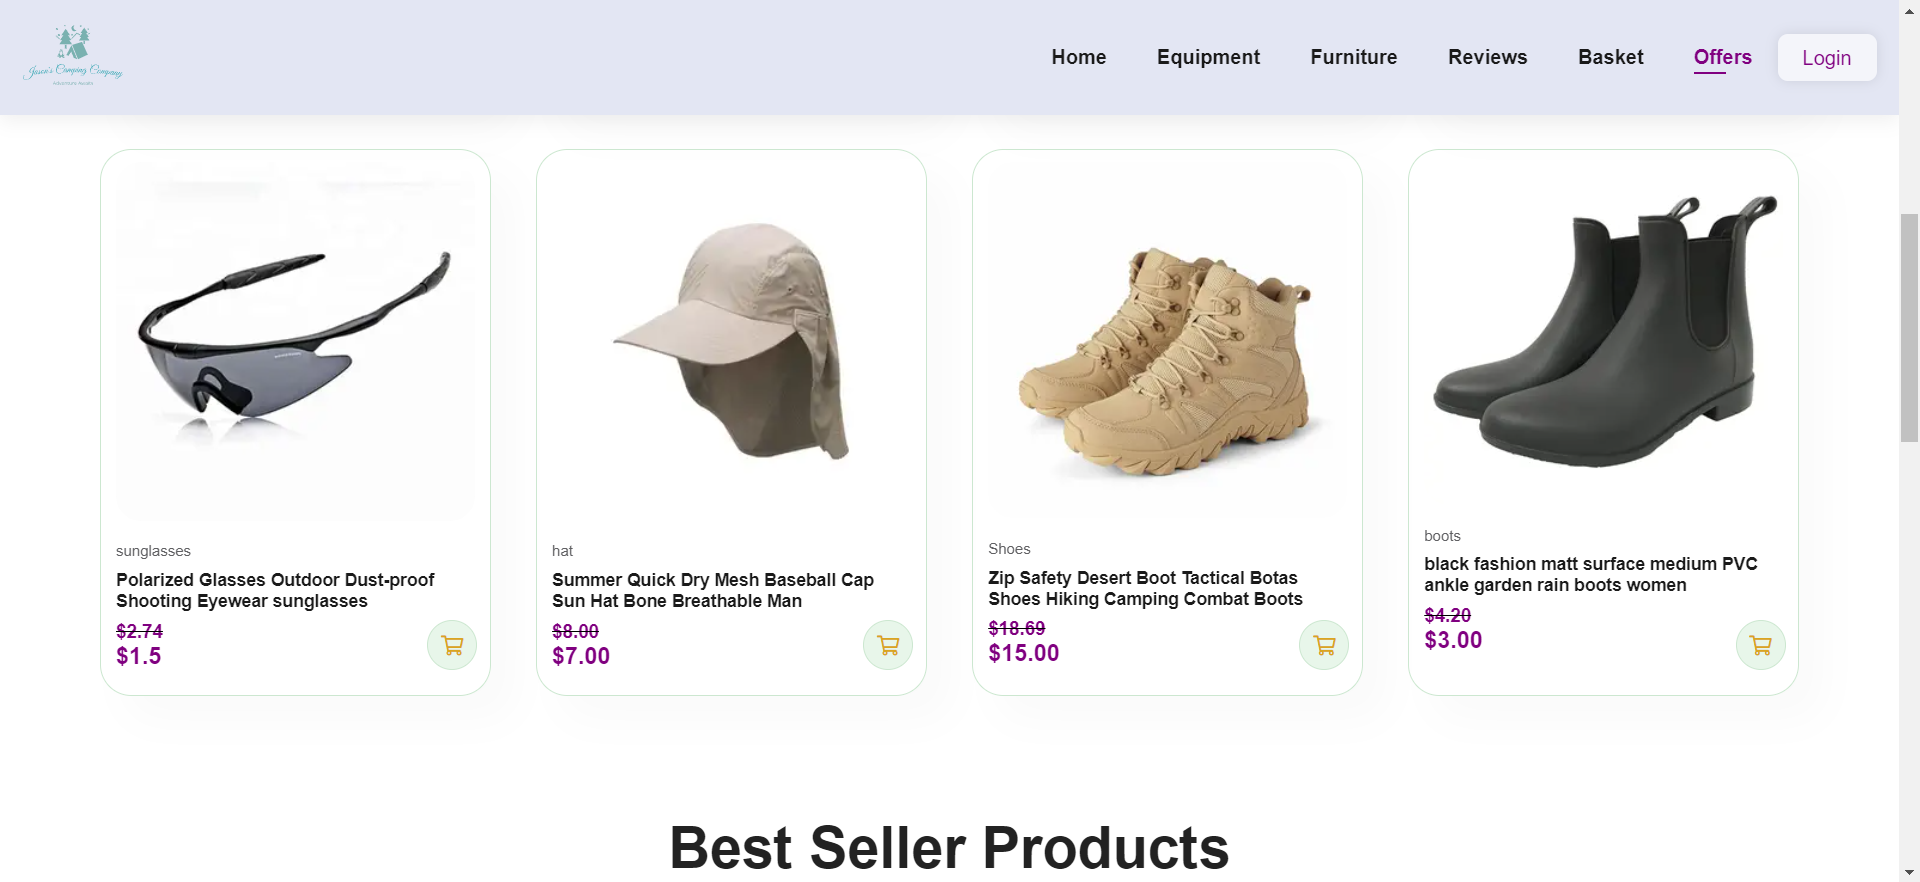 Jason's Camping Company
Adventure Awaits
Home
Equipment
Furniture
Reviews
Basket
Offers
Login
sunglasses
Polarized Glasses Outdoor Dust-proof
Shooting Eyewear sunglasses
$2.74
$1.5
hat
Summer Quick Dry Mesh Baseball Cap
Sun Hat Bone Breathable Man
$8.00
$7.00
Shoes
Zip Safety Desert Boot Tactical Botas
Shoes Hiking Camping Combat Boots
$18.69
$15.00
boots
black fashion matt surface medium PVC
ankle garden rain boots women
$4.20
$3.00
Best Seller Products